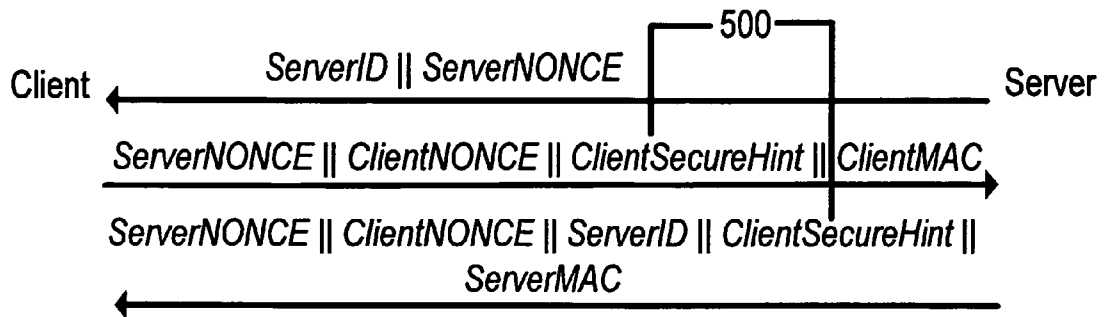 500
ServerID || ServerNONCE
Client
Server
ServerNONCE || ClientNONCE || ClientSecureHint || ClientMAC
ServerNONCE || ClientNONCE || ServerID || ClientSecureHint ||
ServerMAC